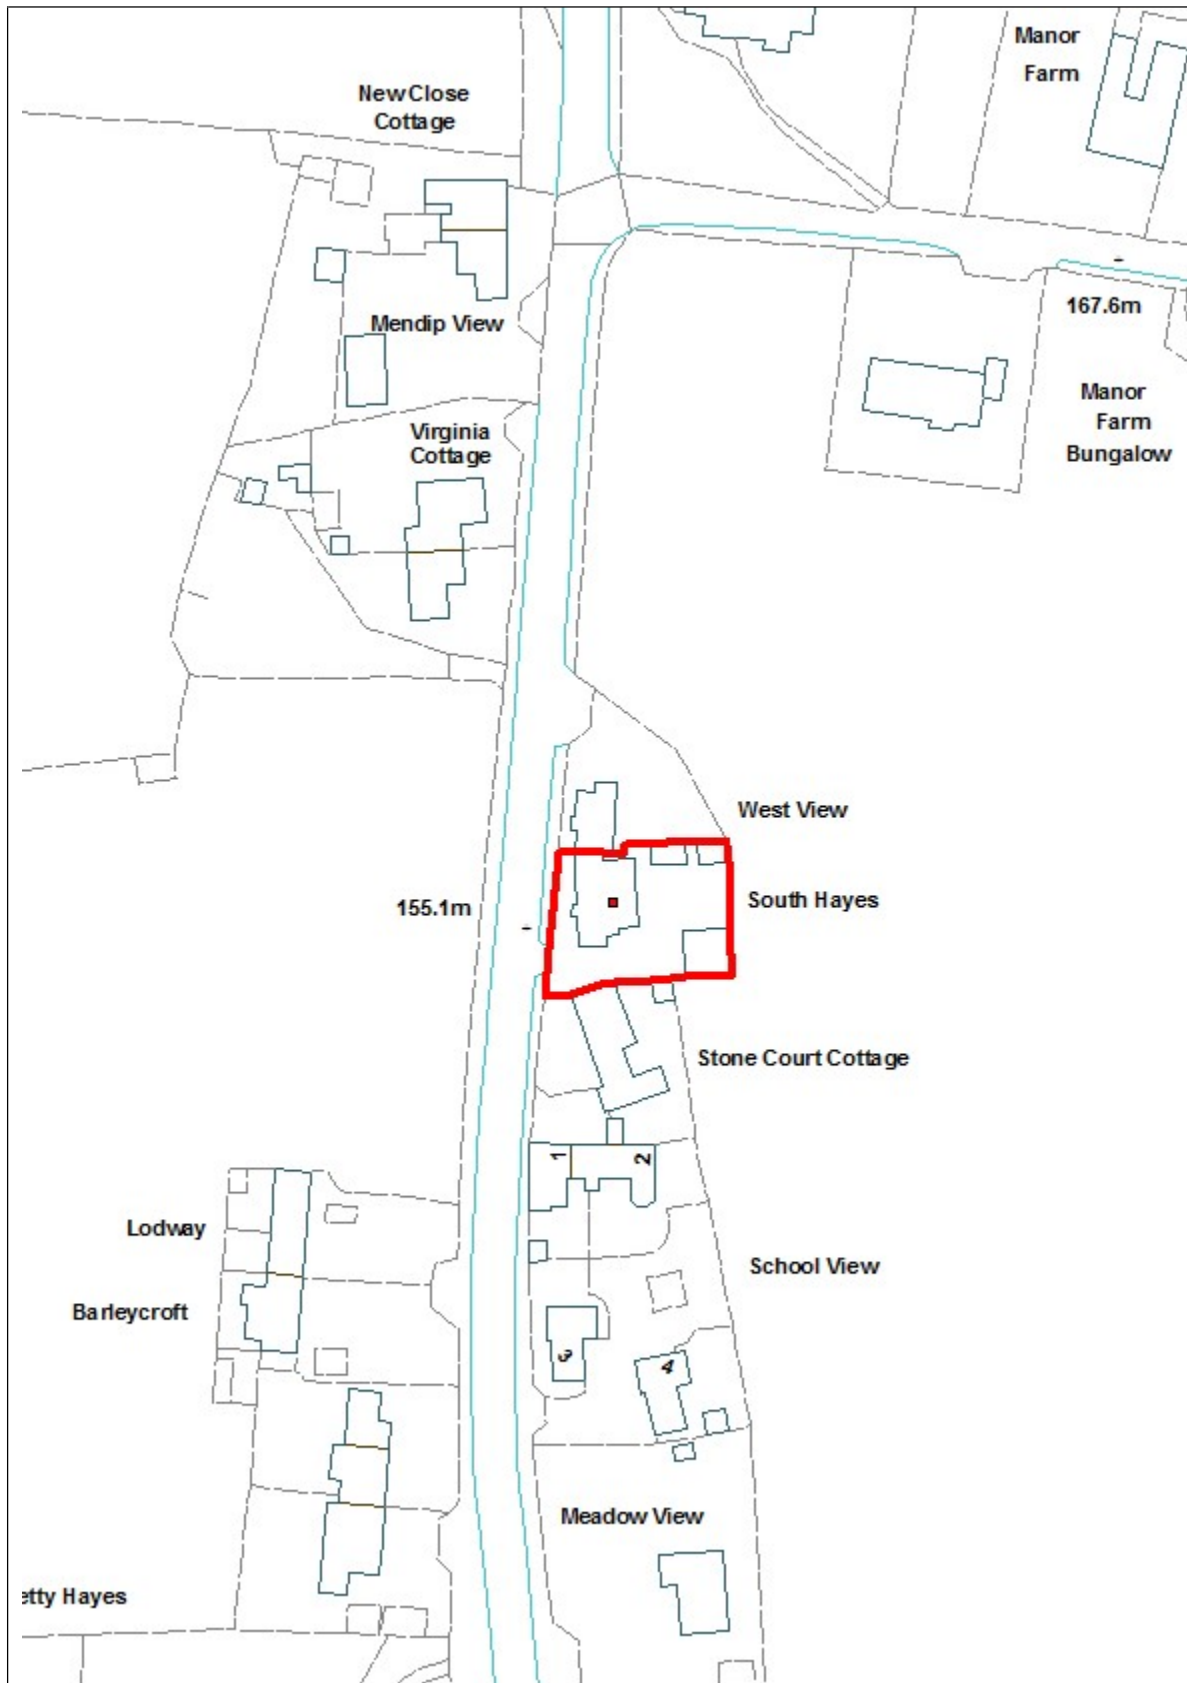 Manor
Farm
New Close
Cottage
167.6m
Mendip View
Manor
Farm
Bungalow
Virginia
Cottage
West View
South Hayes
155.1m
Stone Court Cottage
1
2
Lodway
School View
Barleycroft
3
4
Meadow View
etty Hayes